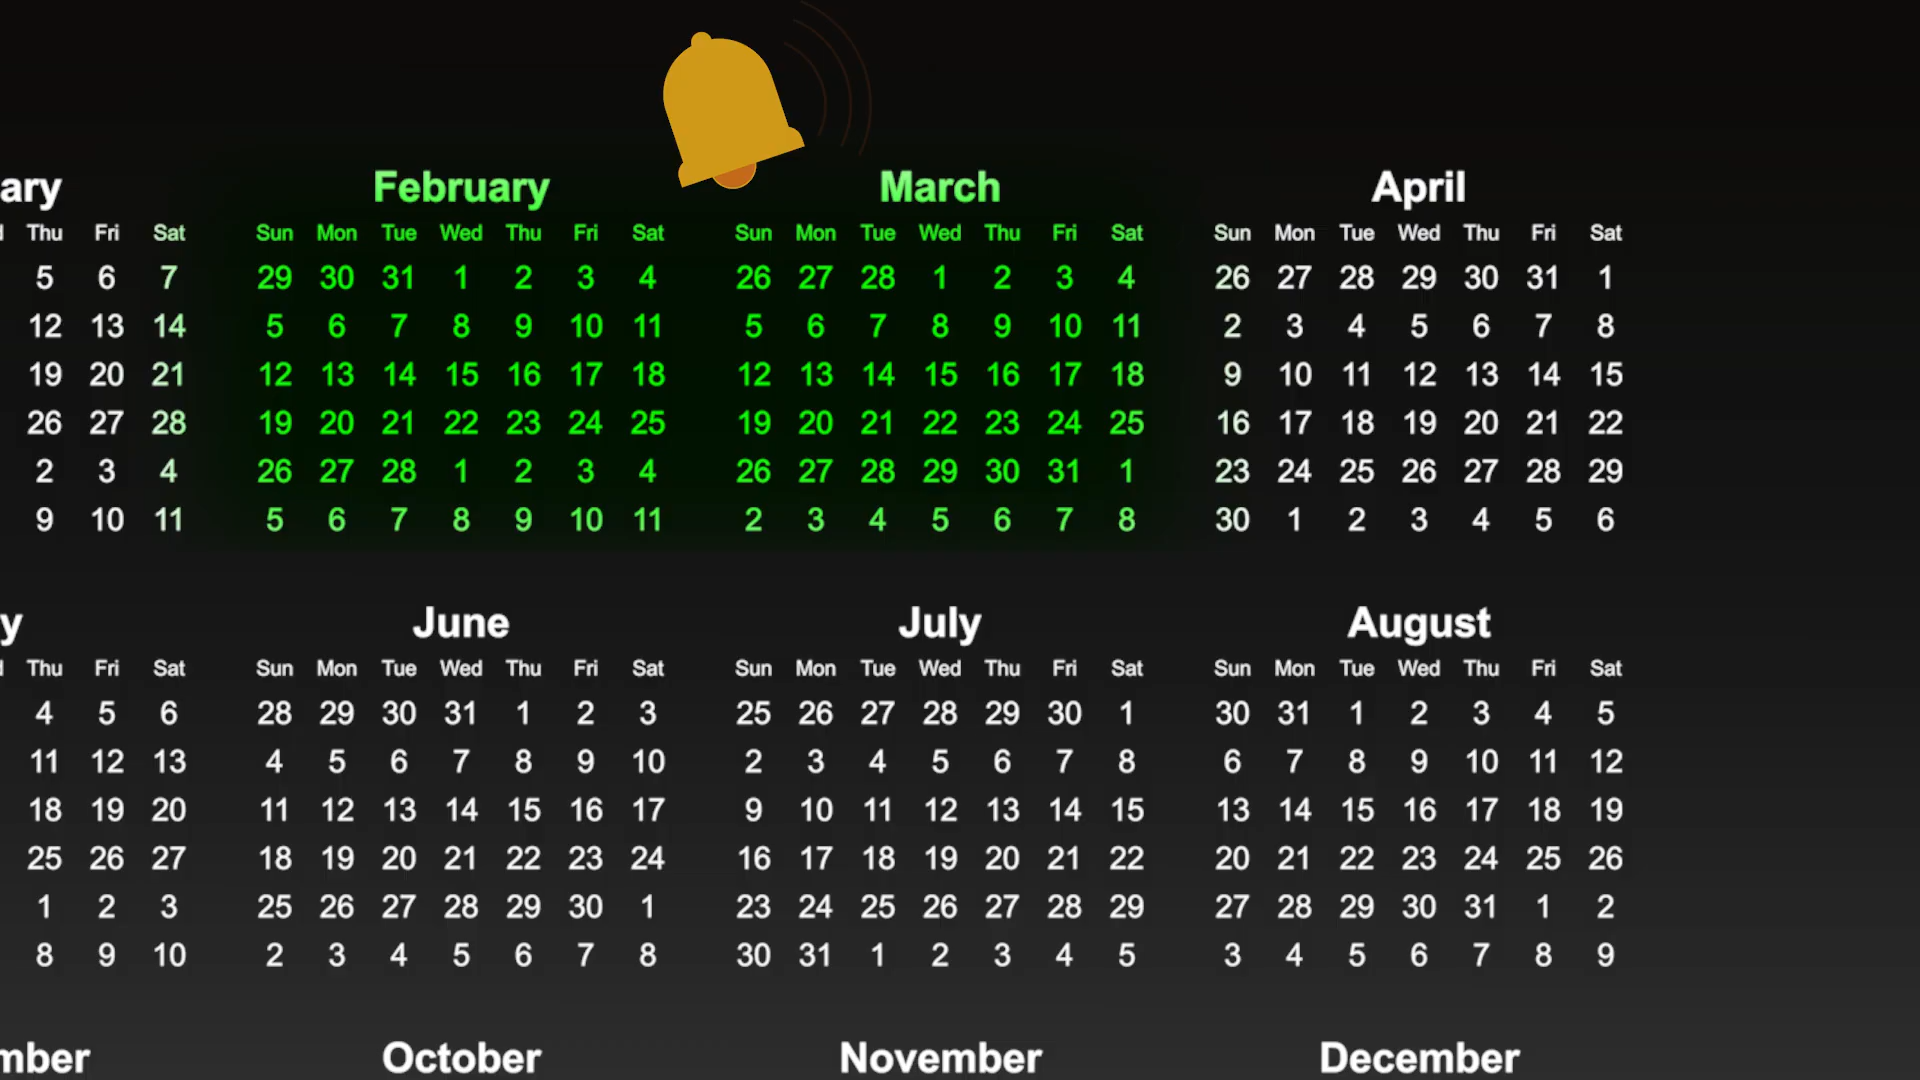 ary February March April
Thu Fri Sat Sun Mon Tue Wed Thu Fri Sat Sun Mon Tue Wed Thu Fri Sat Sun Mon Tue Wed Thu Fri Sat
5 6 7 29 30 31 1 2 3 4 26 27 28 1 2 3 4 26 27 28 29 30 31 1
12 13 14 5 6 7 8 9 10 11 5 6 7 8 9 10 11 2 3 4 5 6 7 8
19 20 21 12 13 14 15 16 17 18 12 13 14 15 16 17 18 9 10 11 12 13 14 15
26 27 28 19 20 21 22 23 24 25 19 20 21 22 23 24 25 16 17 18 19 20 21 22
2 3 4 26 27 28 1 2 3 4 26 27 28 29 30 31 1 23 24 25 26 27 28 29
9 10 11 5 6 7 8 9 10 11 2 3 4 5 6 7 8 30 1 2 3 4 5 6
y June July August
Thu Fri Sat Sun Mon Tue Wed Thu Fri Sat Sun Mon Tue Wed Thu Fri Sat Sun Mon Tue Wed Thu Fri Sat
4 5 6 28 29 30 31 1 2 3 25 26 27 28 29 30 1 30 31 1 2 3 4 5
11 12 13 4 5 6 7 8 9 10 2 3 4 5 6 7 8 6 7 8 9 10 11 12
18 19 20 11 12 13 14 15 16 17 9 10 11 12 13 14 15 13 14 15 16 17 18 19
25 26 27 18 19 20 21 22 23 24 16 17 18 19 20 21 22 20 21 22 23 24 25 26
1 2 3 25 26 27 28 29 30 1 23 24 25 26 27 28 29 27 28 29 30 31 1 2
8 9 10 2 3 4 5 6 7 8 30 31 1 2 3 4 5 3 4 5 6 7 8 9
mber October November December